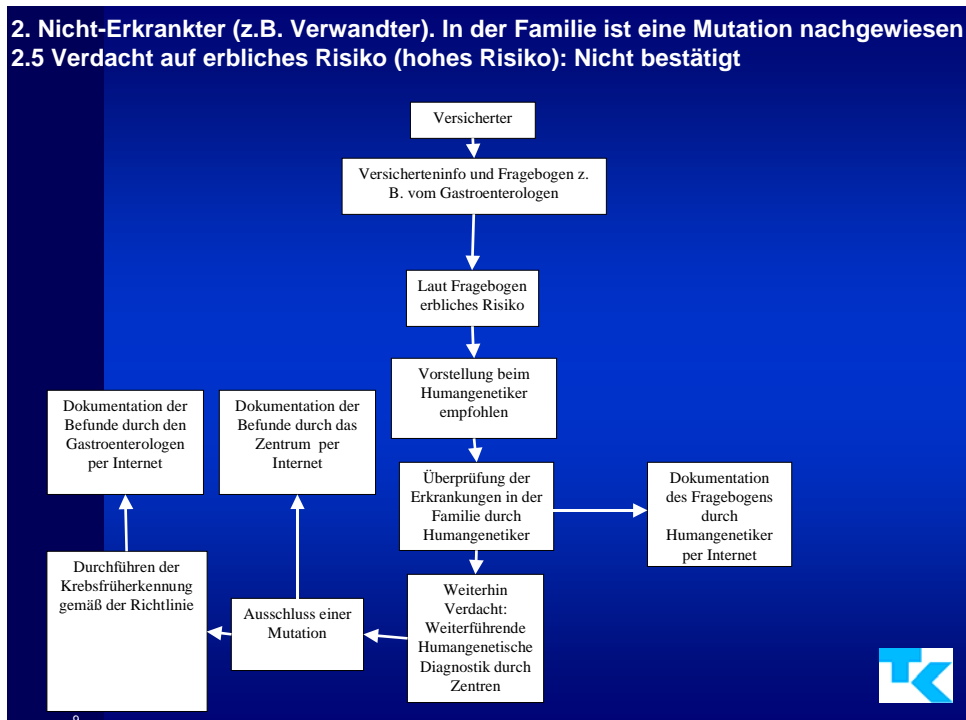 2. Nicht-Erkrankter (z.B. Verwandter). In der Familie ist eine Mutation nachgewiesen
2.5 Verdacht auf erbliches Risiko (hohes Risiko): Nicht bestätigt
Versicherter
Versicherteninfo und Fragebogen z.
B. vom Gastroenterologen
Laut Fragebogen
erbliches Risiko
Vorstellung beim
Humangenetiker
empfohlen
Dokumentation der
Befunde durch den
Gastroenterologen
per Internet
Dokumentation der
Befunde durch das
Zentrum per
Internet
Überprüfung der
Erkrankungen in der
Familie durch
Humangenetiker
Dokumentation
des Fragebogens
durch
Humangenetiker
per Internet
Durchführen der
Krebsfrüherkennung
gemäß der Richtlinie
Ausschluss einer
Mutation
Weiterhin
Verdacht:
Weiterführende
Humangenetische
Diagnostik durch
Zentren
TK